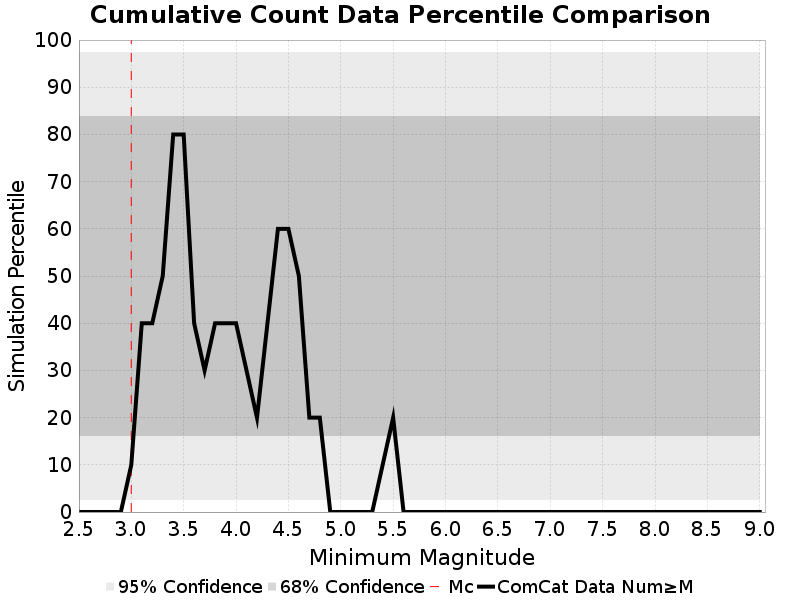 Cumulative Count Data Percentile Comparison
100
90
80
70
60
50
40
30
20
10
0
Simulation Percentile
2.5 3.0 3.5 4.0 4.5 5.0 5.5 6.0 6.5 7.0 7.5 8.0 8.5 9.0
Minimum Magnitude
95% Confidence 68% Confidence Mc ComCat Data Num≥M